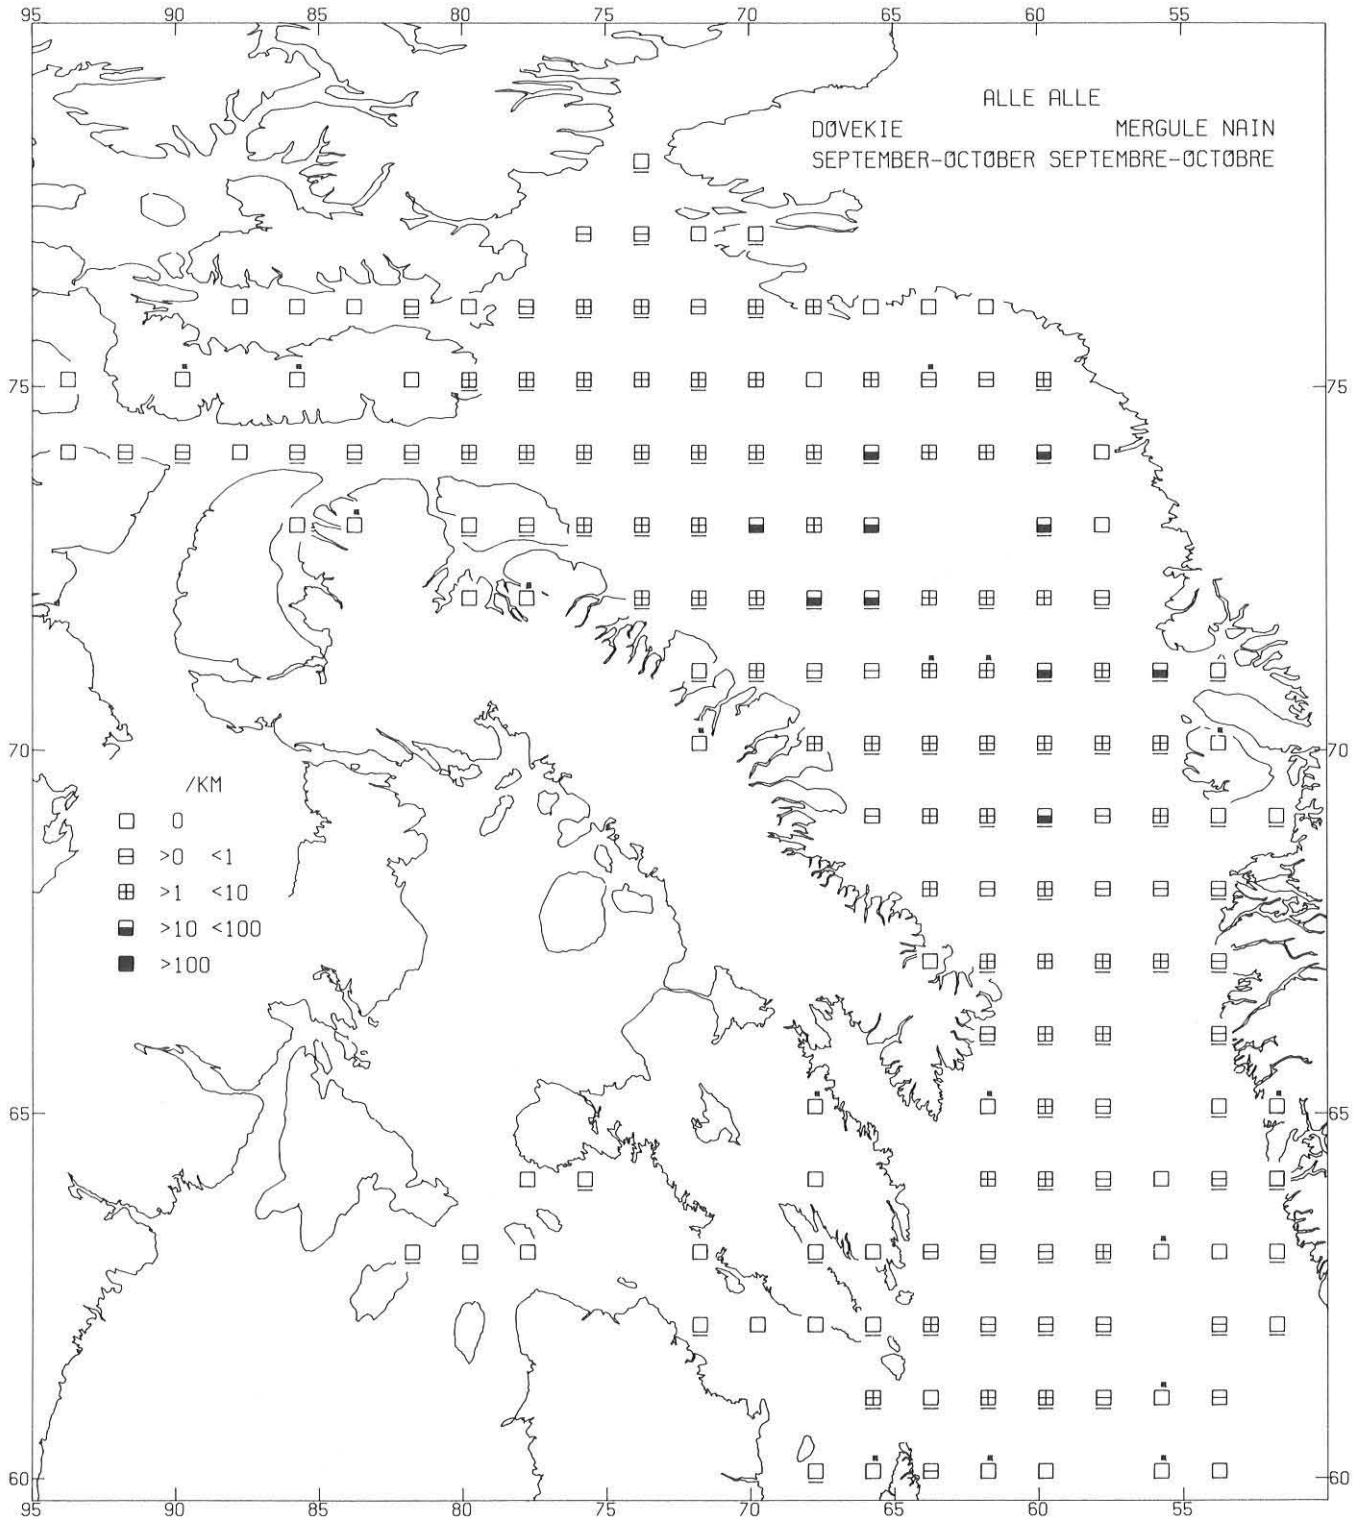 95 90 85 80 75 70 65 60 55
ALLE ALLE
DOVEKIE MERGULE NAIN
SEPTEMBER-OCTOBER SEPTEMBRE-OCTOBRE
75 75
70 70
/KM
0
>0 <1
>1 <10
>10 <100
>100
65 65
60 60
95 90 85 80 75 70 65 60 55